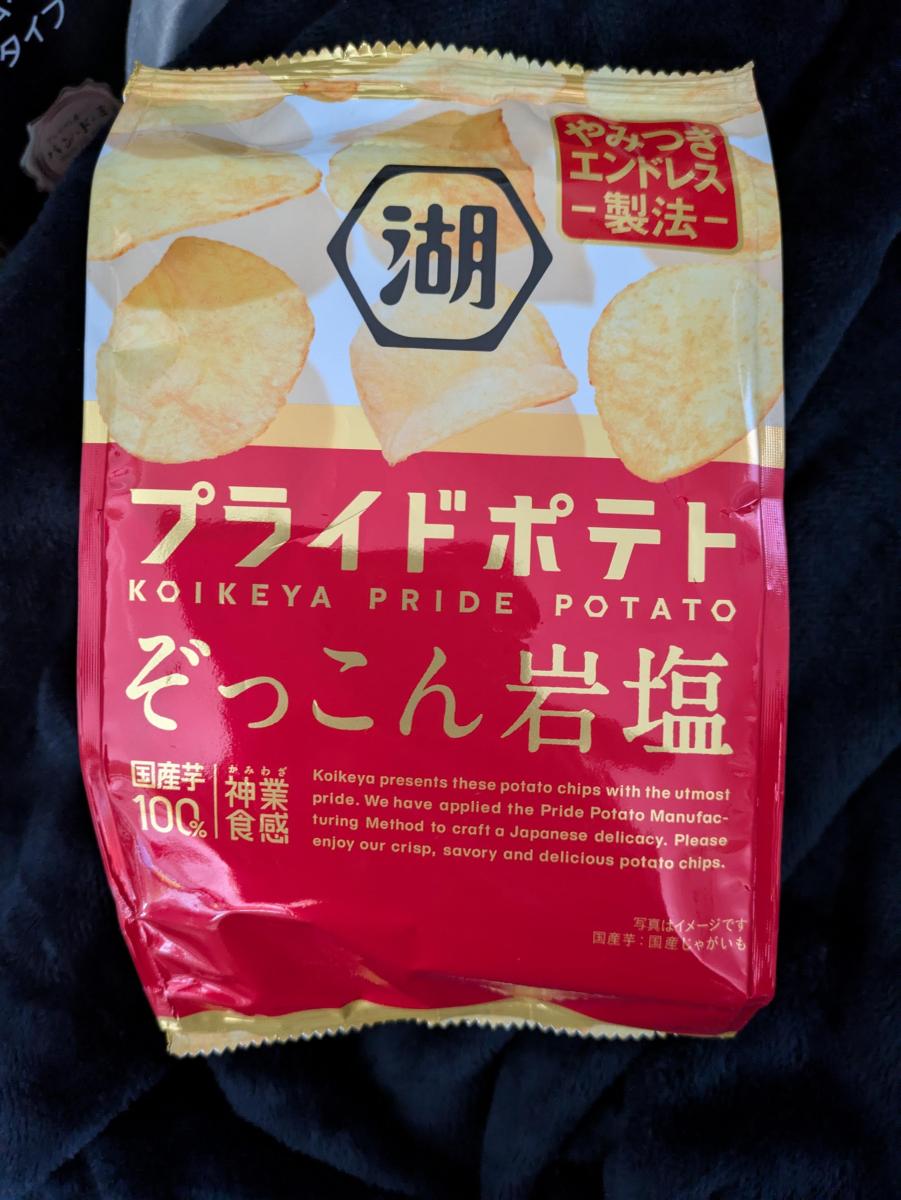 タイプ
やみつき
エンドレス
-製法-
湖
プライドポテト
KOIKEYA PRIDE POTATO
ぞっこん岩塩
国産芋
100%
かみわざ
神業
食感
Koikeya presents these potato chips with the utmost
pride. We have applied the Pride Potato Manufac-
turing Method to craft a Japanese delicacy. Please
enjoy our crisp, savory and delicious potato chips.
写真はイメージです
国産芋:国産じゃがいも